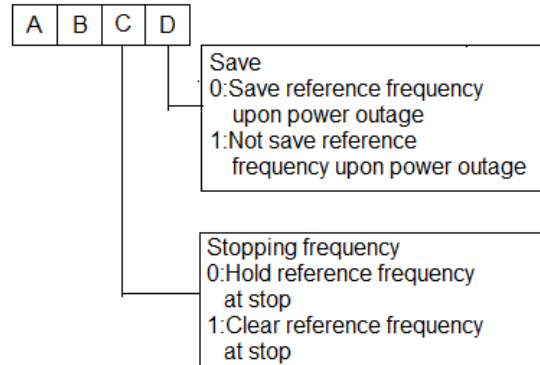 A B C D
Save
0:Save reference frequency
upon power outage
1:Not save reference
frequency upon power outage
Stopping frequency
0:Hold reference frequency
at stop
1:Clear reference frequency
at stop